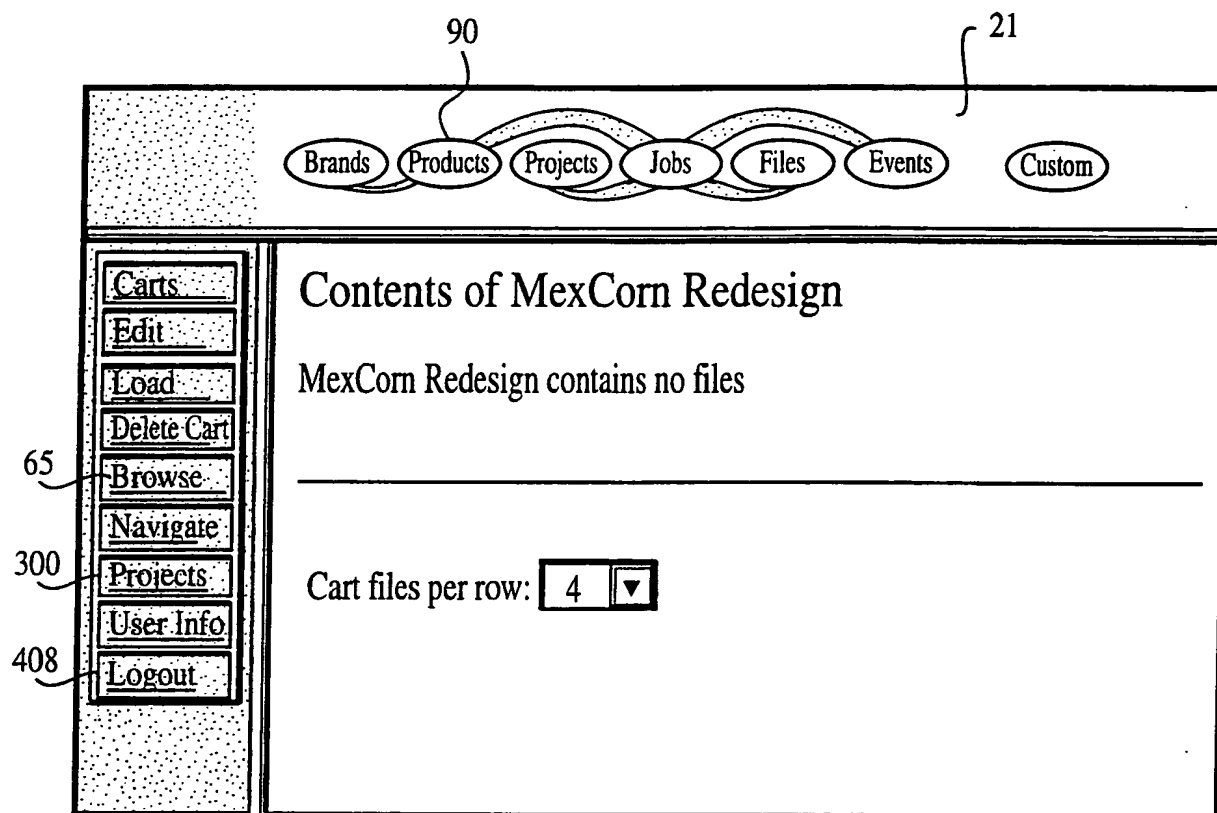 90
21
Brands Products Projects Jobs Files Events Custom
Carts
Edit
Load
Delete Cart
Browse
Navigate
Projects
User Info
Logout
65
300
408
Contents of MexCorn Redesign
MexCorn Redesign contains no files
Cart files per row: 4